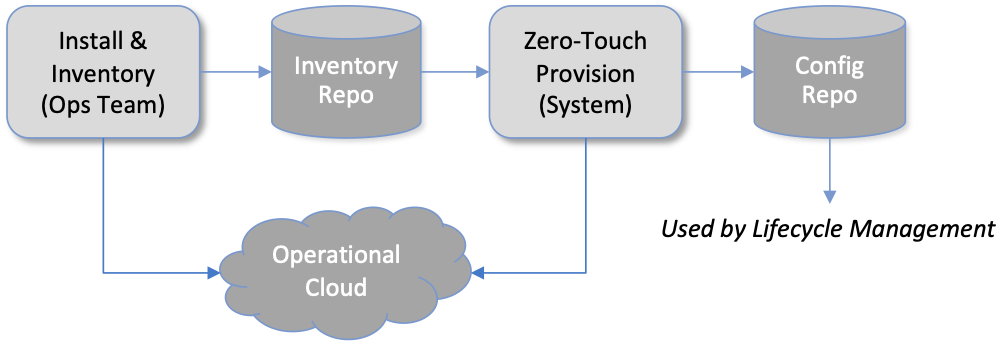 Install &
Inventory
(Ops Team)
Inventory
Repo
Zero-Touch
Provision
(System)
Config
Repo
Used by Lifecycle Management
Operational
Cloud